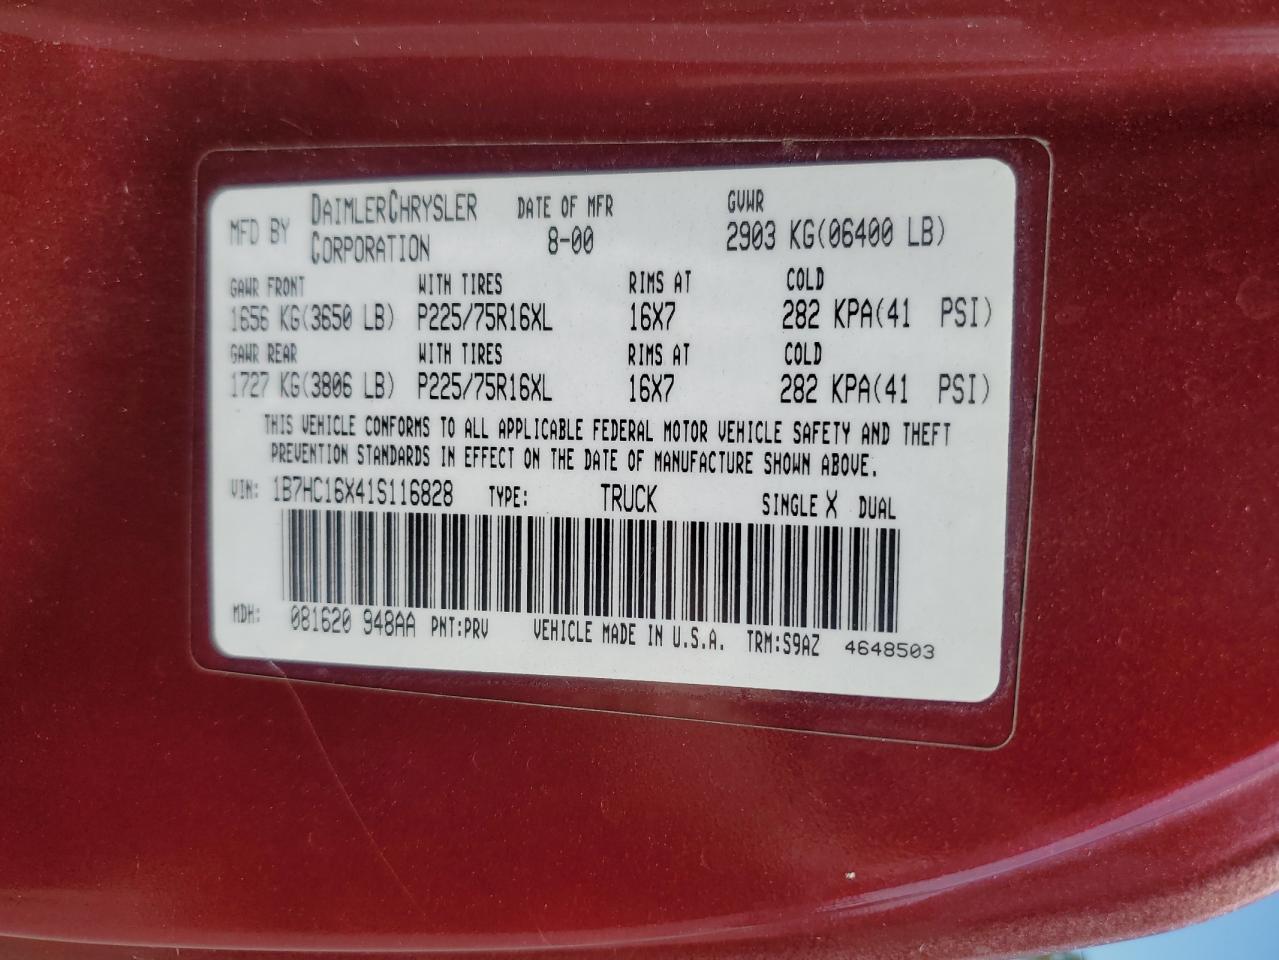 MFD BY DAIMLERCHRYSLER CORPORATION DATE OF MFR 8-00 GVWR 2903 KG(06400 LB)
GAWR FRONT WITH TIRES RIMS AT COLD
1656 KG(3650 LB) P225/75R16XL 16X7 282 KPA(41 PSI)
GAWR REAR WITH TIRES RIMS AT COLD
1727 KG(3806 LB) P225/75R16XL 16X7 282 KPA(41 PSI)
THIS VEHICLE CONFORMS TO ALL APPLICABLE FEDERAL MOTOR VEHICLE SAFETY AND THEFT
PREVENTION STANDARDS IN EFFECT ON THE DATE OF MANUFACTURE SHOWN ABOVE.
VIN: 1B7HC16X41S116828 TYPE: TRUCK SINGLE X DUAL
MDH: 081620 948AA PNT:PRV VEHICLE MADE IN U.S.A. TRM:S9AZ 4648503